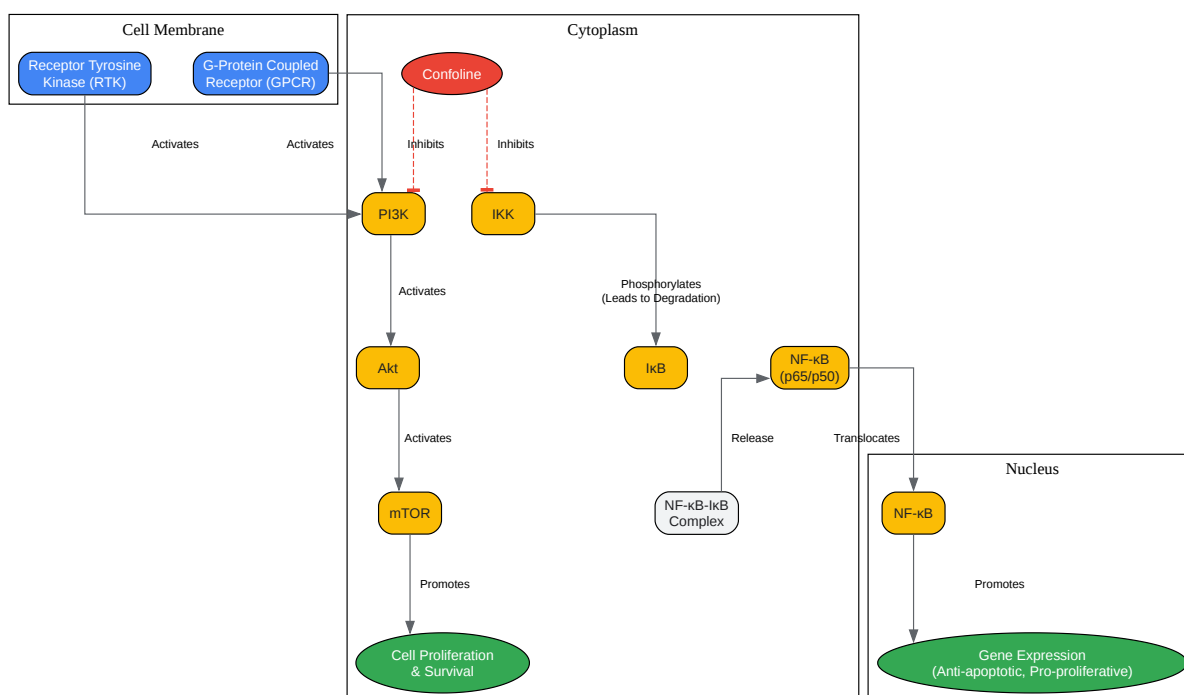 Cell Membrane
Receptor Tyrosine
Kinase (RTK)
G-Protein Coupled
Receptor (GPCR)
Cytoplasm
Confoline
Activates
Activates
Inhibits
Inhibits
PI3K
IKK
Activates
Phosphorylates
(Leads to Degradation)
Akt
IκB
NF-κB
(p65/p50)
Activates
Release
Translocates
Nucleus
mTOR
NF-κB-IκB
Complex
NF-κB
Promotes
Promotes
Cell Proliferation
& Survival
Gene Expression
(Anti-apoptotic, Pro-proliferative)